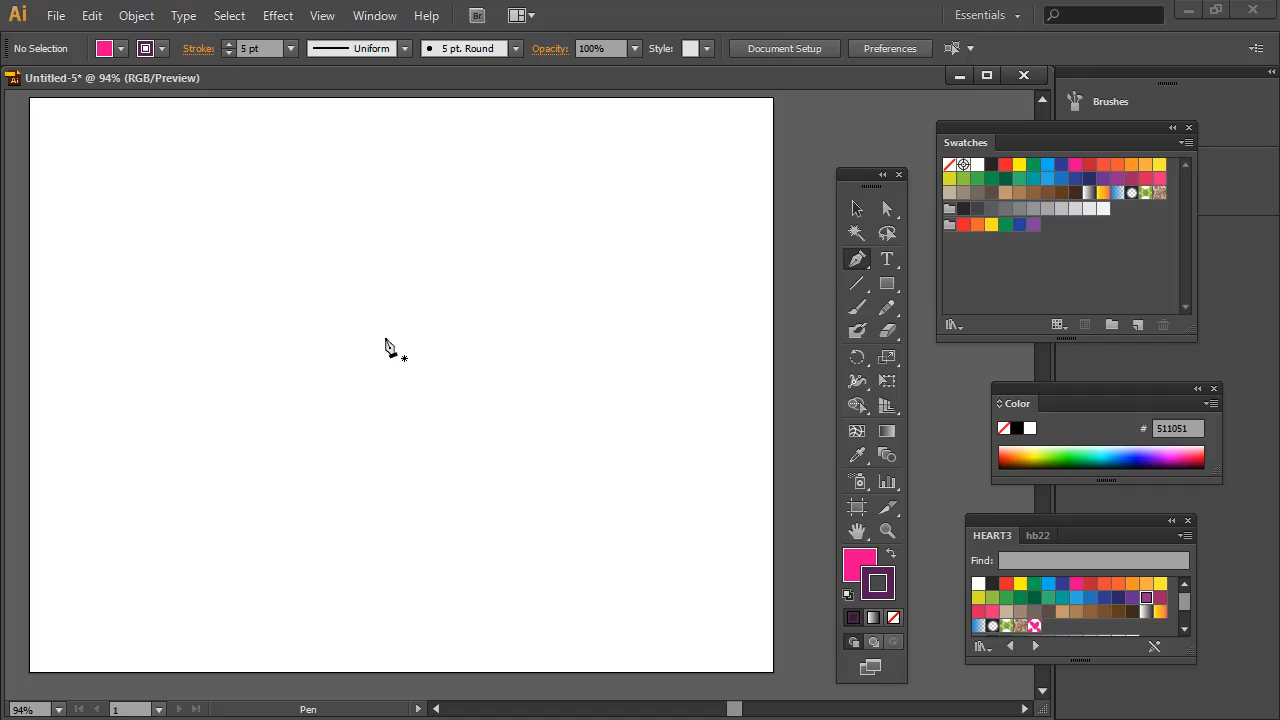 Ai File Edit Object Type Select Effect View Window Help Br Essentials
No Selection Stroke: 5 pt Uniform 5 pt. Round Opacity: 100% Style: Document Setup Preferences
Ai Untitled-5* @ 94% (RGB/Preview)
Brushes
Swatches
T
Color
# 511051
HEART3 hb22
Find:
94% 1 Pen